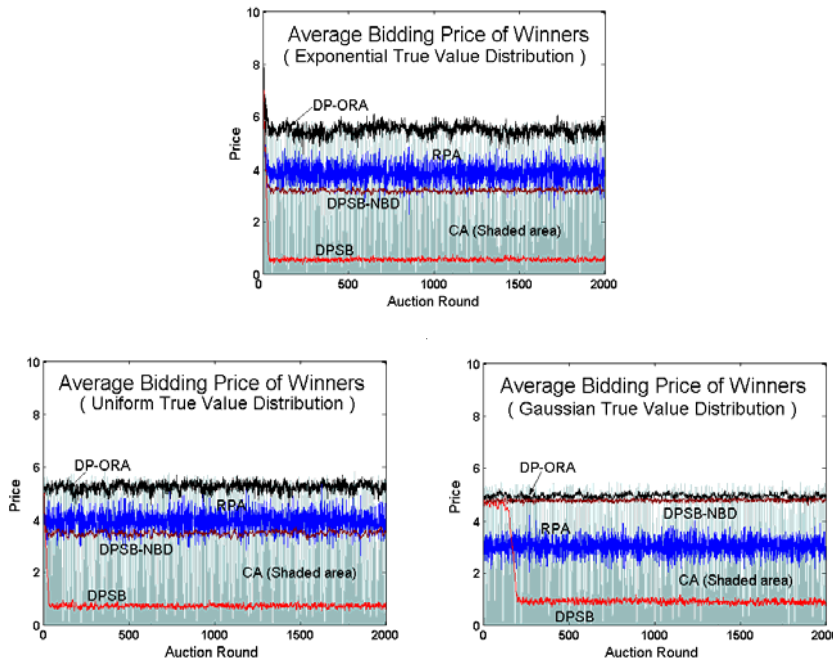 Average Bidding Price of Winners
( Exponential True Value Distribution )
10
8
6
4
2
0
Price
DP-ORA
RPA
DPSB-NBD
CA (Shaded area)
DPSB
0
500
1000
1500
2000
Auction Round
Average Bidding Price of Winners
( Uniform True Value Distribution )
10
8
6
4
2
0
Price
DP-ORA
RPA
DPSB-NBD
CA (Shaded area)
DPSB
0
500
1000
1500
2000
Auction Round
Average Bidding Price of Winners
( Gaussian True Value Distribution )
10
8
6
4
2
0
Price
DP-ORA
DPSB-NBD
RPA
CA (Shaded area)
DPSB
0
500
1000
1500
2000
Auction Round